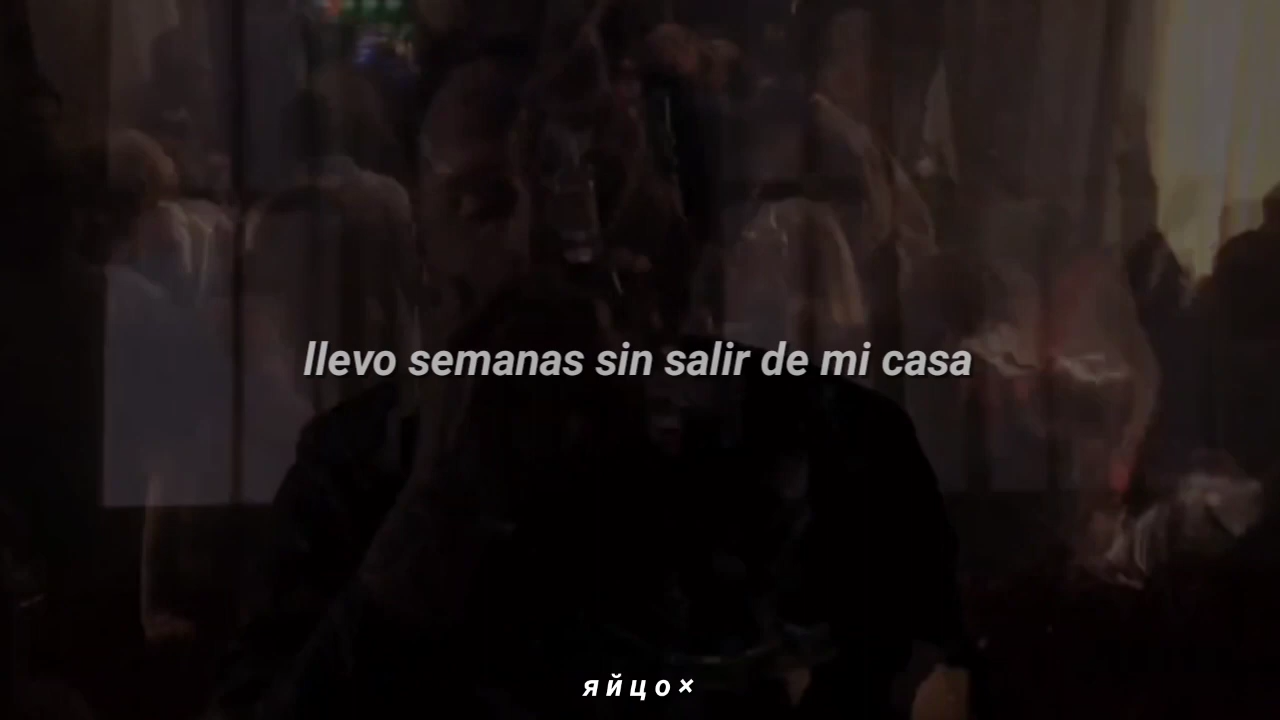 llevo semanas sin salir de mi casa
яйцо×